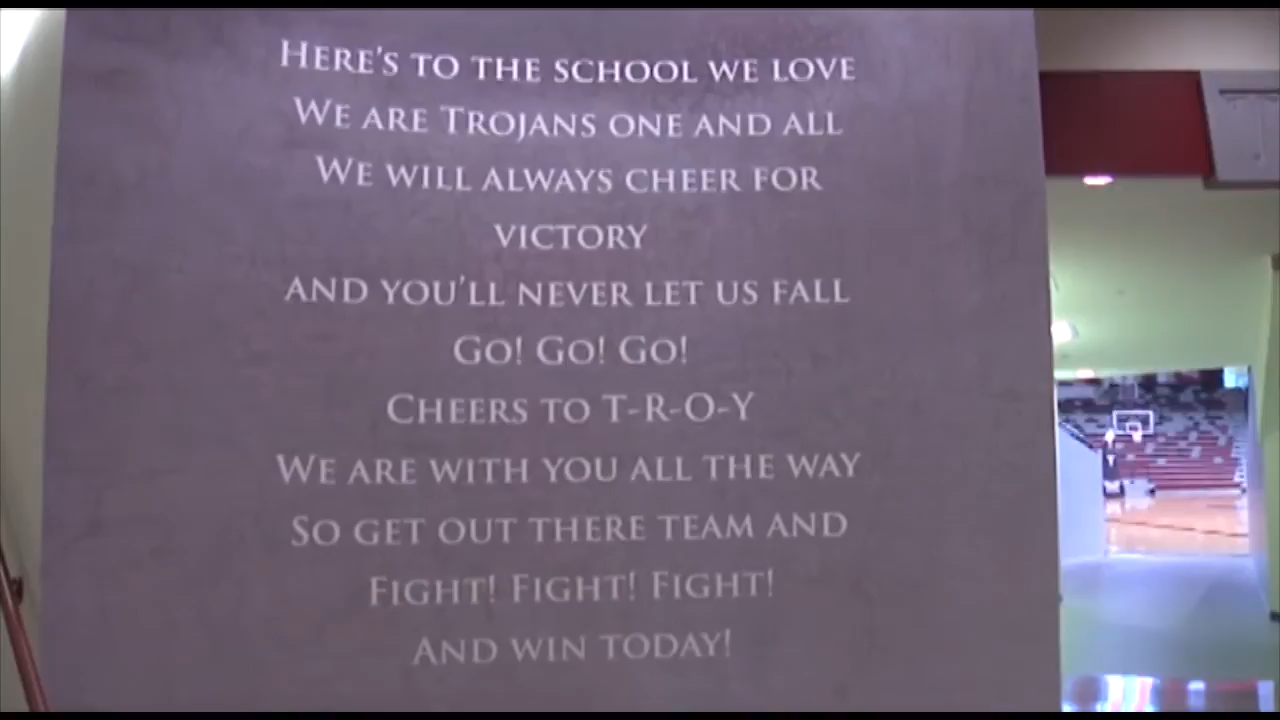 Here's to the school we love
We are Trojans one and all
We will always cheer for
victory
and you'll never let us fall
Go! Go! Go!
Cheers to T-R-O-Y
We are with you all the way
So get out there team and
Fight! Fight! Fight!
And win today!